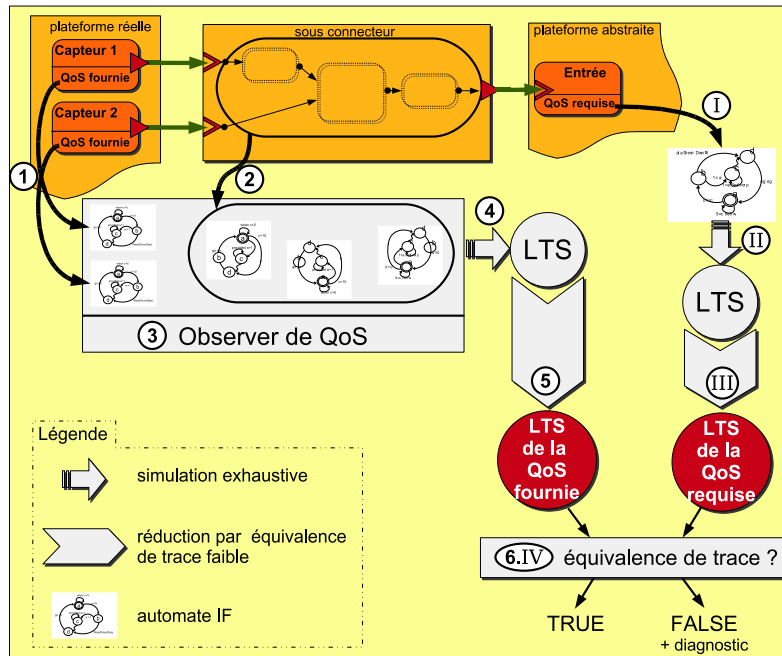 plateforme réelle
sous connecteur
plateforme abstraite
Capteur 1
QoS fournie
Capteur 2
QoS fournie
Entrée
QoS requise
I
1
2
4
LTS
II
LTS
3 Observer de QoS
5
III
LTS
de la
QoS
fournie
LTS
de la
QoS
requise
Légende
simulation exhaustive
réduction par équivalence
de trace faible
automate IF
6.IV équivalence de trace ?
TRUE
FALSE
+ diagnostic